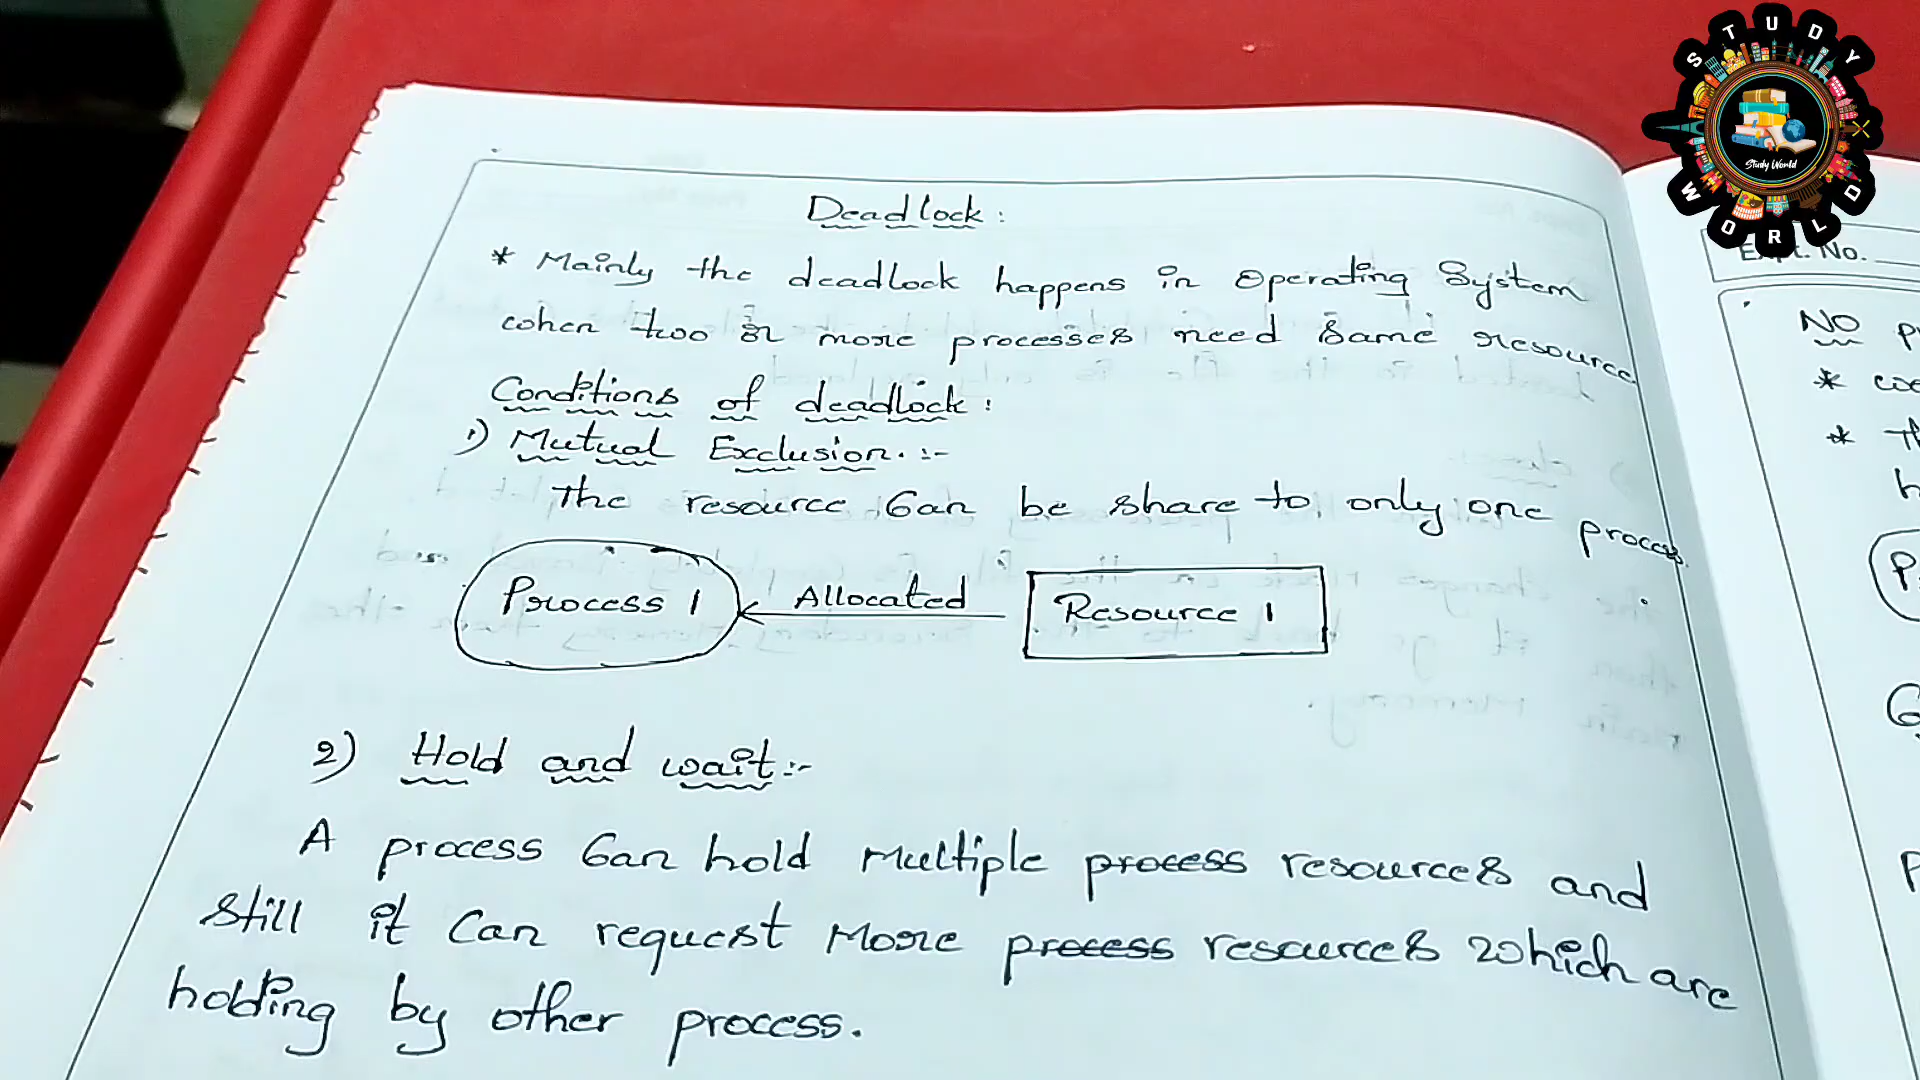 Deadlock:
* Mainly the deadlock happens in Operating System
when two or more processes need same resource
Conditions of deadlock:
1) Mutual Exclusion.:-
The resource Can be share to only one process
Process 1 Allocated Resource 1
2) Hold and wait:-
A process Can hold Multiple process resources and
still it Can request More process resources which are
holding by other process.
STUDY
Study World
WORLD
Expt. No.
NO
*
*